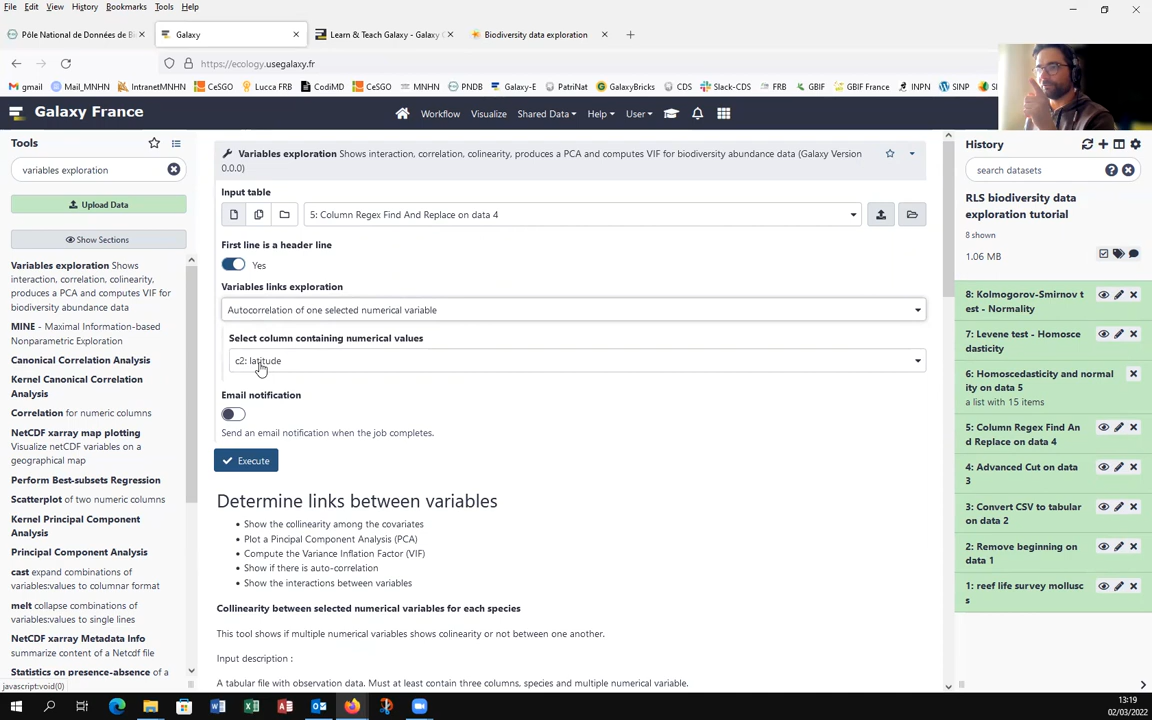 File Edit View History Bookmarks Tools Help
Pôle National de Données de Bi
Galaxy
Learn & Teach Galaxy - Galaxy C
Biodiversity data exploration
https://ecology.usegalaxy.fr
gmail
Mail_MNHN
IntranetMNHN
CeSGO
Lucca FRB
CodiMD
CeSGO
MNHN
PNDB
Galaxy-E
PatriNat
GalaxyBricks
CDS
Slack-CDS
FRB
GBIF
GBIF France
INPN
SINP
Galaxy France
Workflow
Visualize
Shared Data
Help
User
Tools
variables exploration
Upload Data
Show Sections
Variables exploration Shows
interaction, correlation, colinearity,
produces a PCA and computes VIF for
biodiversity abundance data
MINE - Maximal Information-based
Nonparametric Exploration
Canonical Correlation Analysis
Kernel Canonical Correlation
Analysis
Correlation for numeric columns
NetCDF xarray map plotting
Visualize netCDF variables on a
geographical map
Perform Best-subsets Regression
Scatterplot of two numeric columns
Kernel Principal Component
Analysis
Principal Component Analysis
cast expand combinations of
variables:values to columnar format
melt collapse combinations of
variables:values to single lines
NetCDF xarray Metadata Info
summarize content of a Netcdf file
Statistics on presence-absence of a
javascript:void(0)
Variables exploration Shows interaction, correlation, colinearity, produces a PCA and computes VIF for biodiversity abundance data (Galaxy Version
0.0.0)
Input table
5: Column Regex Find And Replace on data 4
First line is a header line
Yes
Variables links exploration
Autocorrelation of one selected numerical variable
Select column containing numerical values
c2: latitude
Email notification
Send an email notification when the job completes.
Execute
Determine links between variables
• Show the collinearity among the covariates
• Plot a Pincipal Component Analysis (PCA)
• Compute the Variance Inflation Factor (VIF)
• Show if there is auto-correlation
• Show the interactions between variables
Collinearity between selected numerical variables for each species
This tool shows if multiple numerical variables shows colinearity or not between one another.
Input description :
A tabular file with observation data. Must at least contain three columns, species and multiple numerical variable.
History
search datasets
RLS biodiversity data
exploration tutorial
8 shown
1.06 MB
8: Kolmogorov-Smirnov t
est - Normality
7: Levene test - Homosce
dasticity
6: Homoscedasticity and normal
ity on data 5
a list with 15 items
5: Column Regex Find An
d Replace on data 4
4: Advanced Cut on data
3
3: Convert CSV to tabular
on data 2
2: Remove beginning on
data 1
1: reef life survey mollusc
s
13:19
02/03/2022